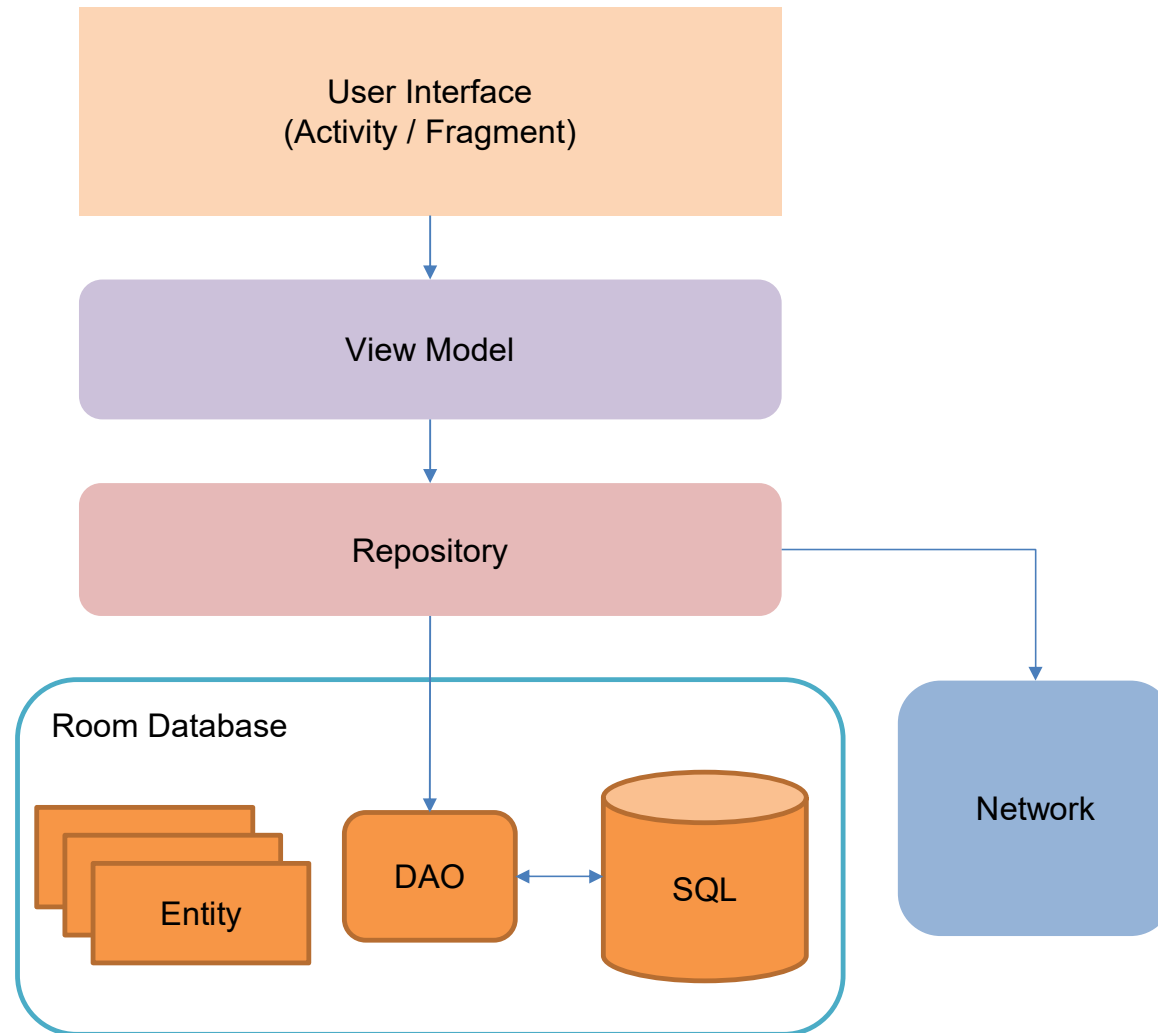 User Interface
(Activity / Fragment)
View Model
Repository
Room Database
Entity
DAO
SQL
Network